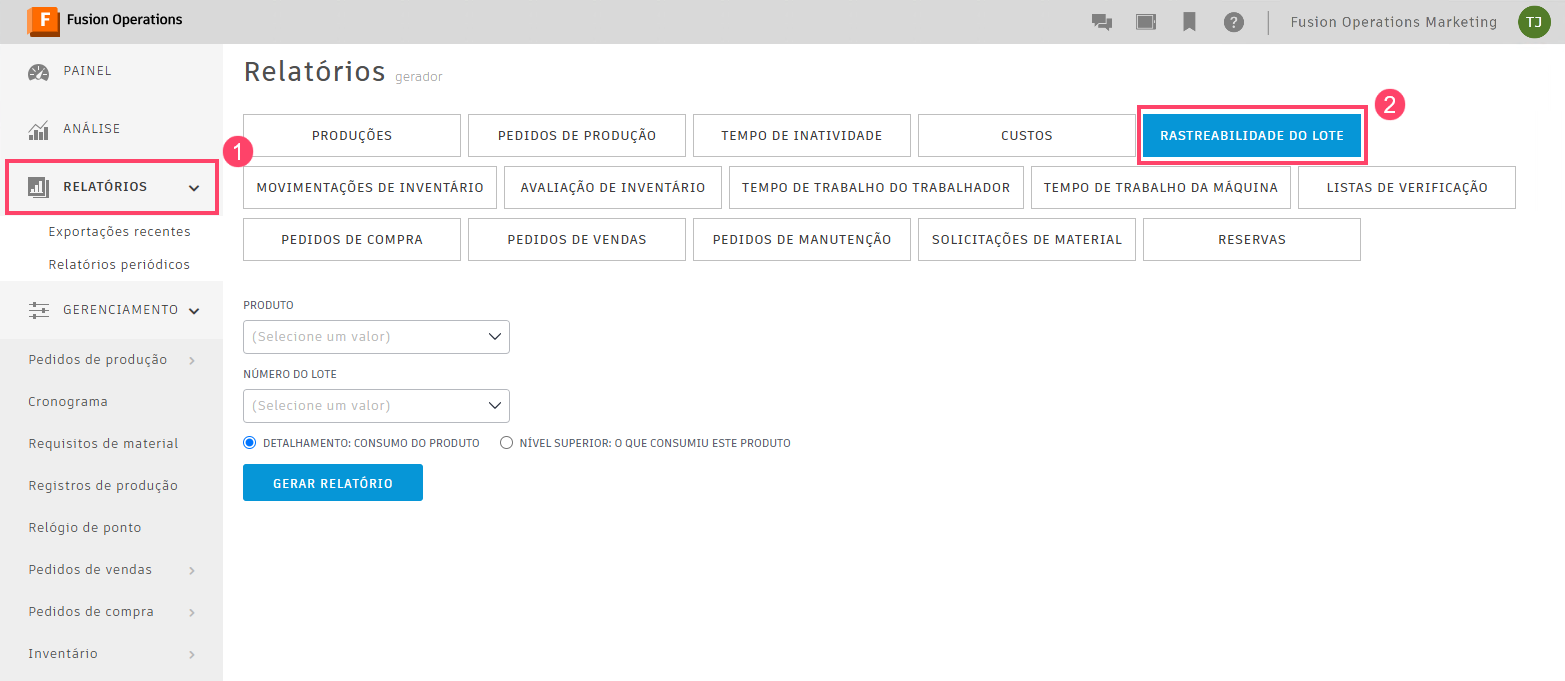 F Fusion Operations
? Fusion Operations Marketing TJ
PAINEL
ANÁLISE
RELATÓRIOS
Exportações recentes
Relatórios periódicos
GERENCIAMENTO
Pedidos de produção
Cronograma
Requisitos de material
Registros de produção
Relógio de ponto
Pedidos de vendas
Pedidos de compra
Inventário
Relatórios gerador
1
2
PRODUÇÕES
PEDIDOS DE PRODUÇÃO
TEMPO DE INATIVIDADE
CUSTOS
RASTREABILIDADE DO LOTE
MOVIMENTAÇÕES DE INVENTÁRIO
AVALIAÇÃO DE INVENTÁRIO
TEMPO DE TRABALHO DO TRABALHADOR
TEMPO DE TRABALHO DA MÁQUINA
LISTAS DE VERIFICAÇÃO
PEDIDOS DE COMPRA
PEDIDOS DE VENDAS
PEDIDOS DE MANUTENÇÃO
SOLICITAÇÕES DE MATERIAL
RESERVAS
PRODUTO
(Selecione um valor)
NÚMERO DO LOTE
(Selecione um valor)
DETALHAMENTO: CONSUMO DO PRODUTO
NÍVEL SUPERIOR: O QUE CONSUMIU ESTE PRODUTO
GERAR RELATÓRIO